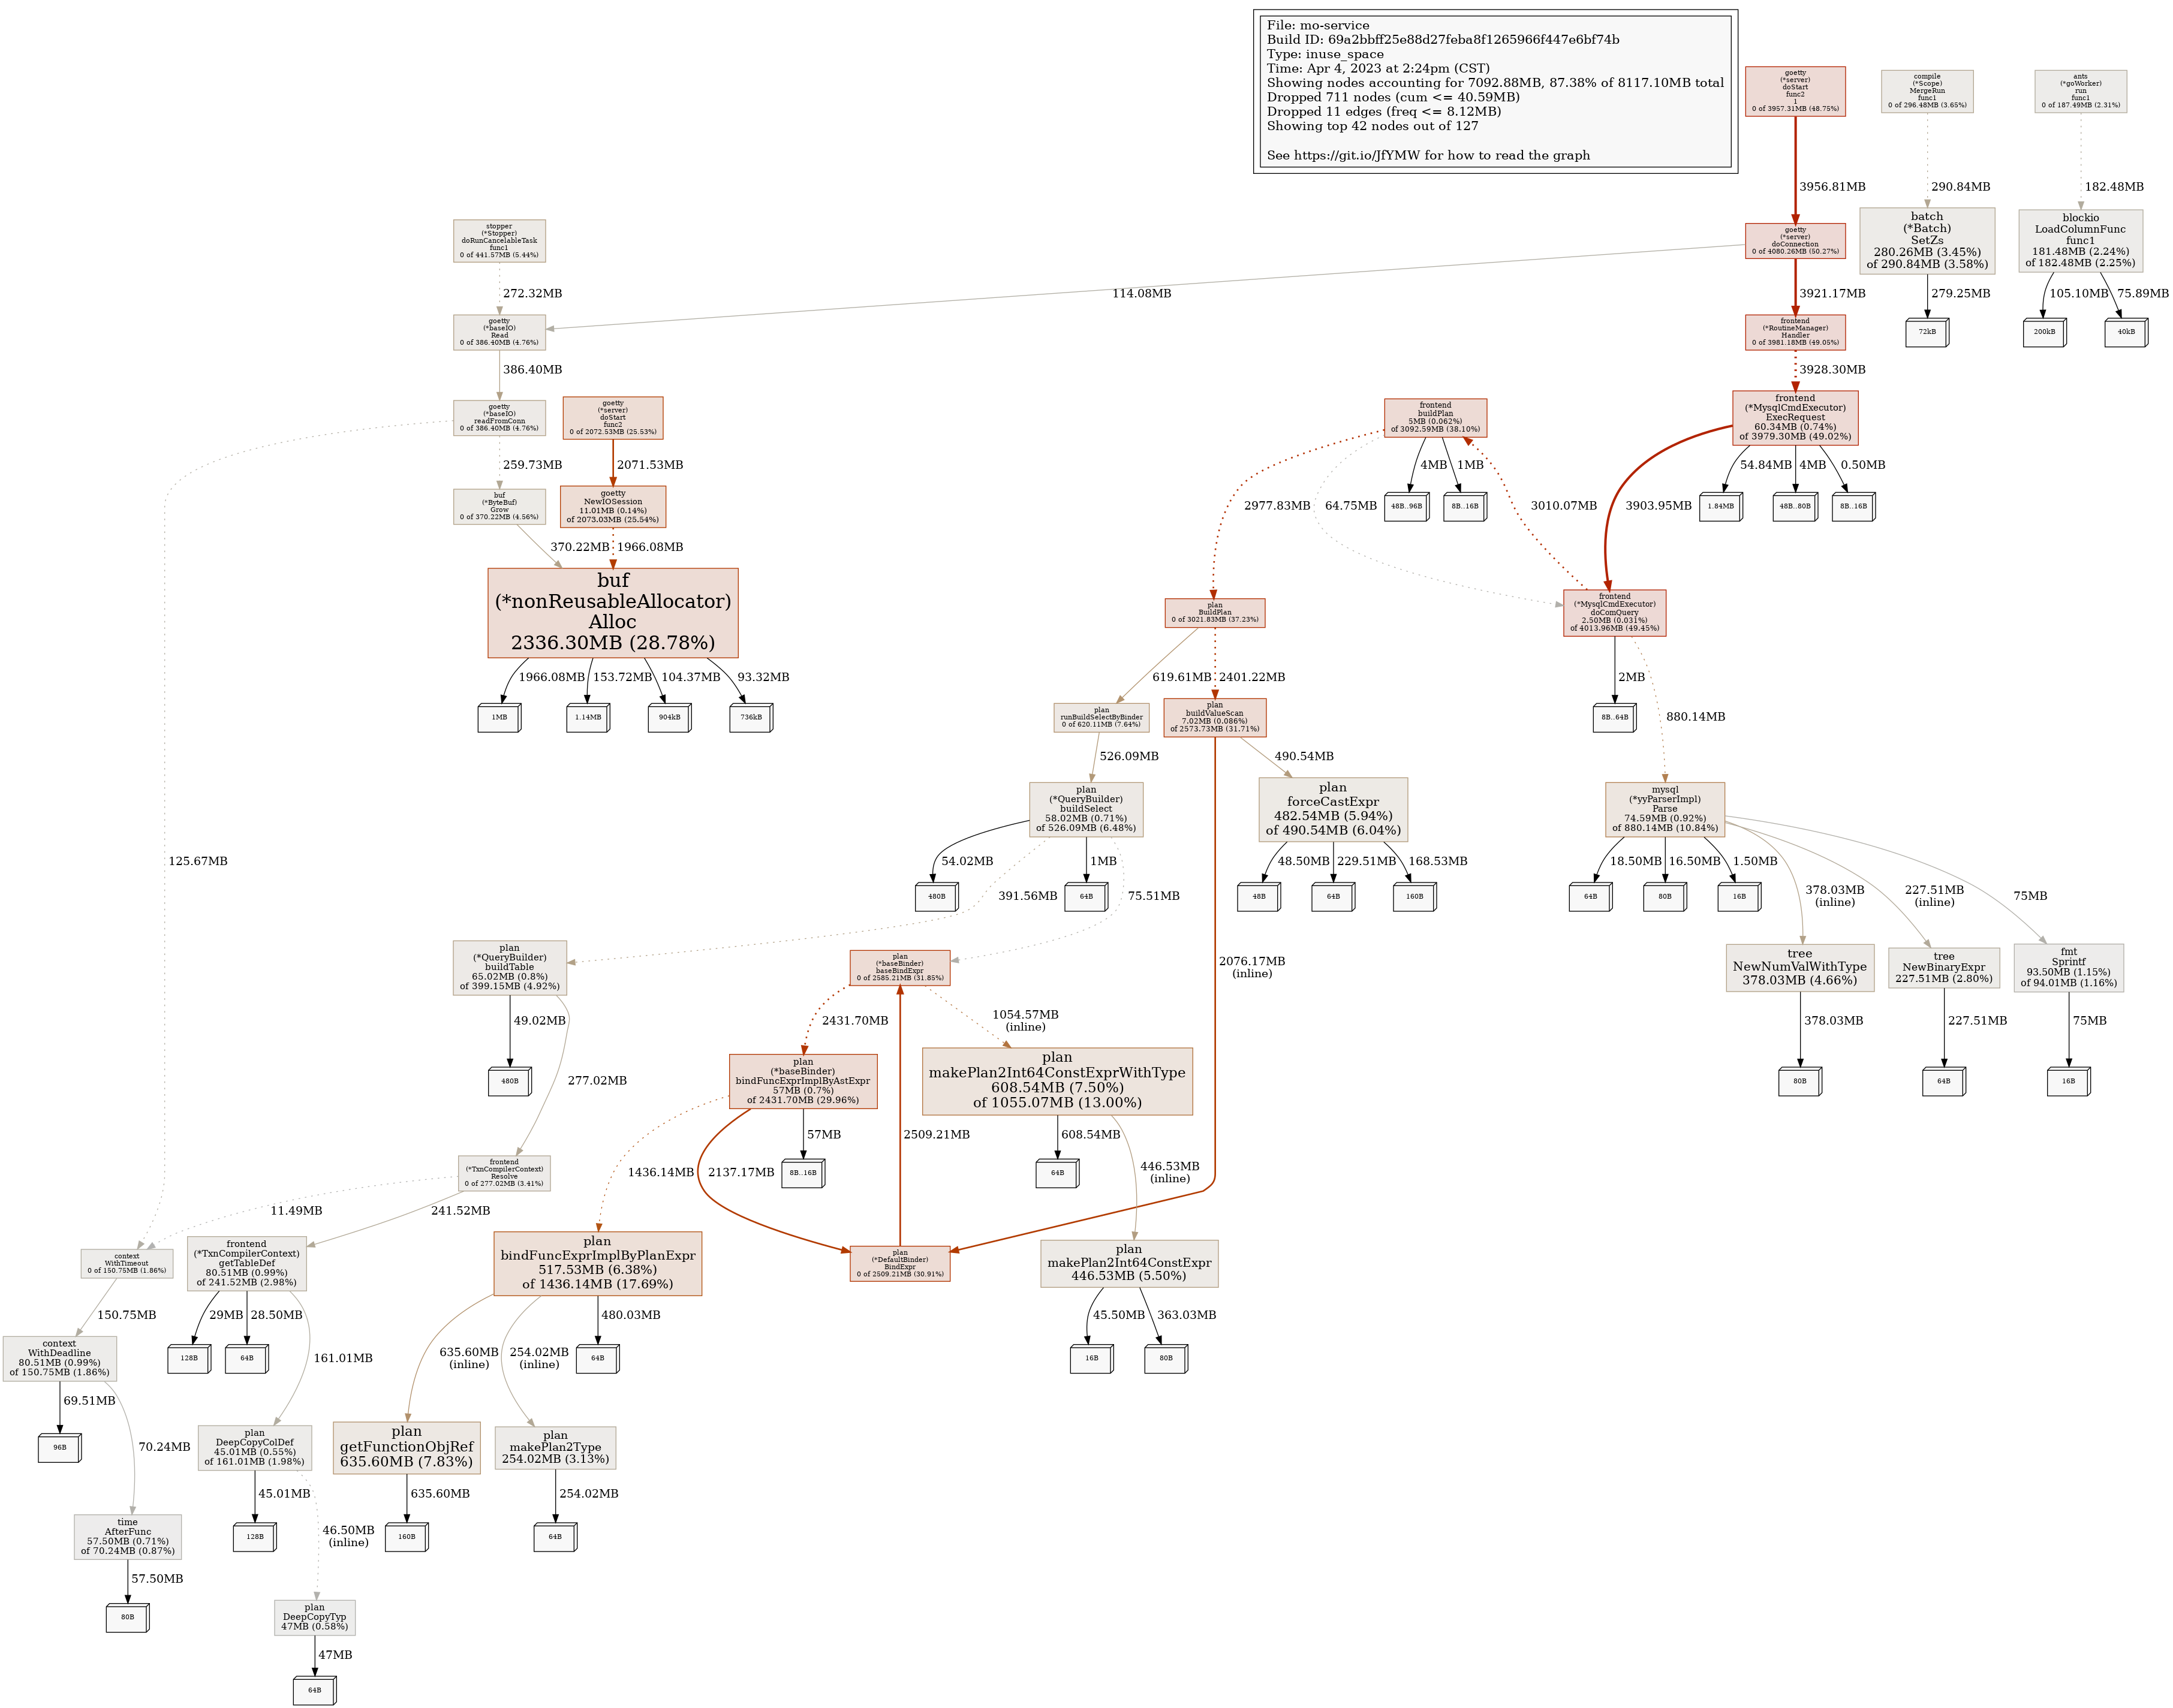 File: mo-service
Build ID: 69a2bbff25e88d27feba8f1265966f447e6bf74b
Type: inuse_space
Time: Apr 4, 2023 at 2:24pm (CST)
Showing nodes accounting for 7092.88MB, 87.38% of 8117.10MB total
Dropped 711 nodes (cum <= 40.59MB)
Dropped 11 edges (freq <= 8.12MB)
Showing top 42 nodes out of 127
See https://git.io/JfYMW for how to read the graph
goetty
(*server)
doStart
func2
1
0 of 3957.31MB (48.75%)
compile
(*Scope)
MergeRun
func1
0 of 296.48MB (3.65%)
ants
(*goWorker)
run
func1
0 of 187.49MB (2.31%)
3956.81MB
290.84MB
182.48MB
stopper
(*Stopper)
doRunCancelableTask
func1
0 of 441.57MB (5.44%)
goetty
(*server)
doConnection
0 of 4080.26MB (50.27%)
batch
(*Batch)
SetZs
280.26MB (3.45%)
of 290.84MB (3.58%)
blockio
LoadColumnFunc
func1
181.48MB (2.24%)
of 182.48MB (2.25%)
272.32MB
114.08MB
3921.17MB
279.25MB
105.10MB
75.89MB
goetty
(*baseIO)
Read
0 of 386.40MB (4.76%)
frontend
(*RoutineManager)
Handler
0 of 3981.18MB (49.05%)
72kB
200kB
40kB
386.40MB
3928.30MB
goetty
(*baseIO)
readFromConn
0 of 386.40MB (4.76%)
goetty
(*server)
doStart
func2
0 of 2072.53MB (25.53%)
frontend
buildPlan
5MB (0.062%)
of 3092.59MB (38.10%)
frontend
(*MysqlCmdExecutor)
ExecRequest
60.34MB (0.74%)
of 3979.30MB (49.02%)
259.73MB
2071.53MB
4MB
1MB
54.84MB
4MB
0.50MB
buf
(*ByteBuf)
Grow
0 of 370.22MB (4.56%)
goetty
NewIOSession
11.01MB (0.14%)
of 2073.03MB (25.54%)
2977.83MB
64.75MB
48B..96B
8B..16B
3010.07MB
3903.95MB
1.84MB
48B..80B
8B..16B
370.22MB
1966.08MB
buf
(*nonReusableAllocator)
Alloc
2336.30MB (28.78%)
plan
BuildPlan
0 of 3021.83MB (37.23%)
frontend
(*MysqlCmdExecutor)
doComQuery
2.50MB (0.031%)
of 4013.96MB (49.45%)
1966.08MB
153.72MB
104.37MB
93.32MB
619.61MB
2401.22MB
2MB
1MB
1.14MB
904kB
736kB
plan
runBuildSelectByBinder
0 of 620.11MB (7.64%)
plan
buildValueScan
7.02MB (0.086%)
of 2573.73MB (31.71%)
8B..64B
880.14MB
526.09MB
490.54MB
plan
(*QueryBuilder)
buildSelect
58.02MB (0.71%)
of 526.09MB (6.48%)
plan
forceCastExpr
482.54MB (5.94%)
of 490.54MB (6.04%)
mysql
(*yyParserImpl)
Parse
74.59MB (0.92%)
of 880.14MB (10.84%)
125.67MB
54.02MB
1MB
48.50MB
229.51MB
168.53MB
18.50MB
16.50MB
1.50MB
480B
391.56MB
64B
75.51MB
48B
64B
160B
64B
80B
16B
378.03MB
(inline)
227.51MB
(inline)
75MB
plan
(*QueryBuilder)
buildTable
65.02MB (0.8%)
of 399.15MB (4.92%)
plan
(*baseBinder)
baseBindExpr
0 of 2585.21MB (31.85%)
2076.17MB
(inline)
tree
NewNumValWithType
378.03MB (4.66%)
tree
NewBinaryExpr
227.51MB (2.80%)
fmt
Sprintf
93.50MB (1.15%)
of 94.01MB (1.16%)
49.02MB
2431.70MB
1054.57MB
(inline)
378.03MB
227.51MB
75MB
480B
277.02MB
plan
(*baseBinder)
bindFuncExprImplByAstExpr
57MB (0.7%)
of 2431.70MB (29.96%)
plan
makePlan2Int64ConstExprWithType
608.54MB (7.50%)
of 1055.07MB (13.00%)
80B
64B
16B
57MB
2509.21MB
608.54MB
frontend
(*TxnCompilerContext)
Resolve
0 of 277.02MB (3.41%)
1436.14MB
2137.17MB
8B..16B
64B
446.53MB
(inline)
11.49MB
241.52MB
context
WithTimeout
0 of 150.75MB (1.86%)
frontend
(*TxnCompilerContext)
getTableDef
80.51MB (0.99%)
of 241.52MB (2.98%)
plan
bindFuncExprImplByPlanExpr
517.53MB (6.38%)
of 1436.14MB (17.69%)
plan
(*DefaultBinder)
BindExpr
0 of 2509.21MB (30.91%)
plan
makePlan2Int64ConstExpr
446.53MB (5.50%)
150.75MB
29MB
28.50MB
480.03MB
45.50MB
363.03MB
context
WithDeadline
80.51MB (0.99%)
of 150.75MB (1.86%)
128B
64B
161.01MB
635.60MB
(inline)
254.02MB
(inline)
64B
16B
80B
69.51MB
96B
70.24MB
plan
DeepCopyColDef
45.01MB (0.55%)
of 161.01MB (1.98%)
plan
getFunctionObjRef
635.60MB (7.83%)
plan
makePlan2Type
254.02MB (3.13%)
45.01MB
635.60MB
254.02MB
time
AfterFunc
57.50MB (0.71%)
of 70.24MB (0.87%)
128B
46.50MB
(inline)
160B
64B
57.50MB
80B
plan
DeepCopyTyp
47MB (0.58%)
47MB
64B